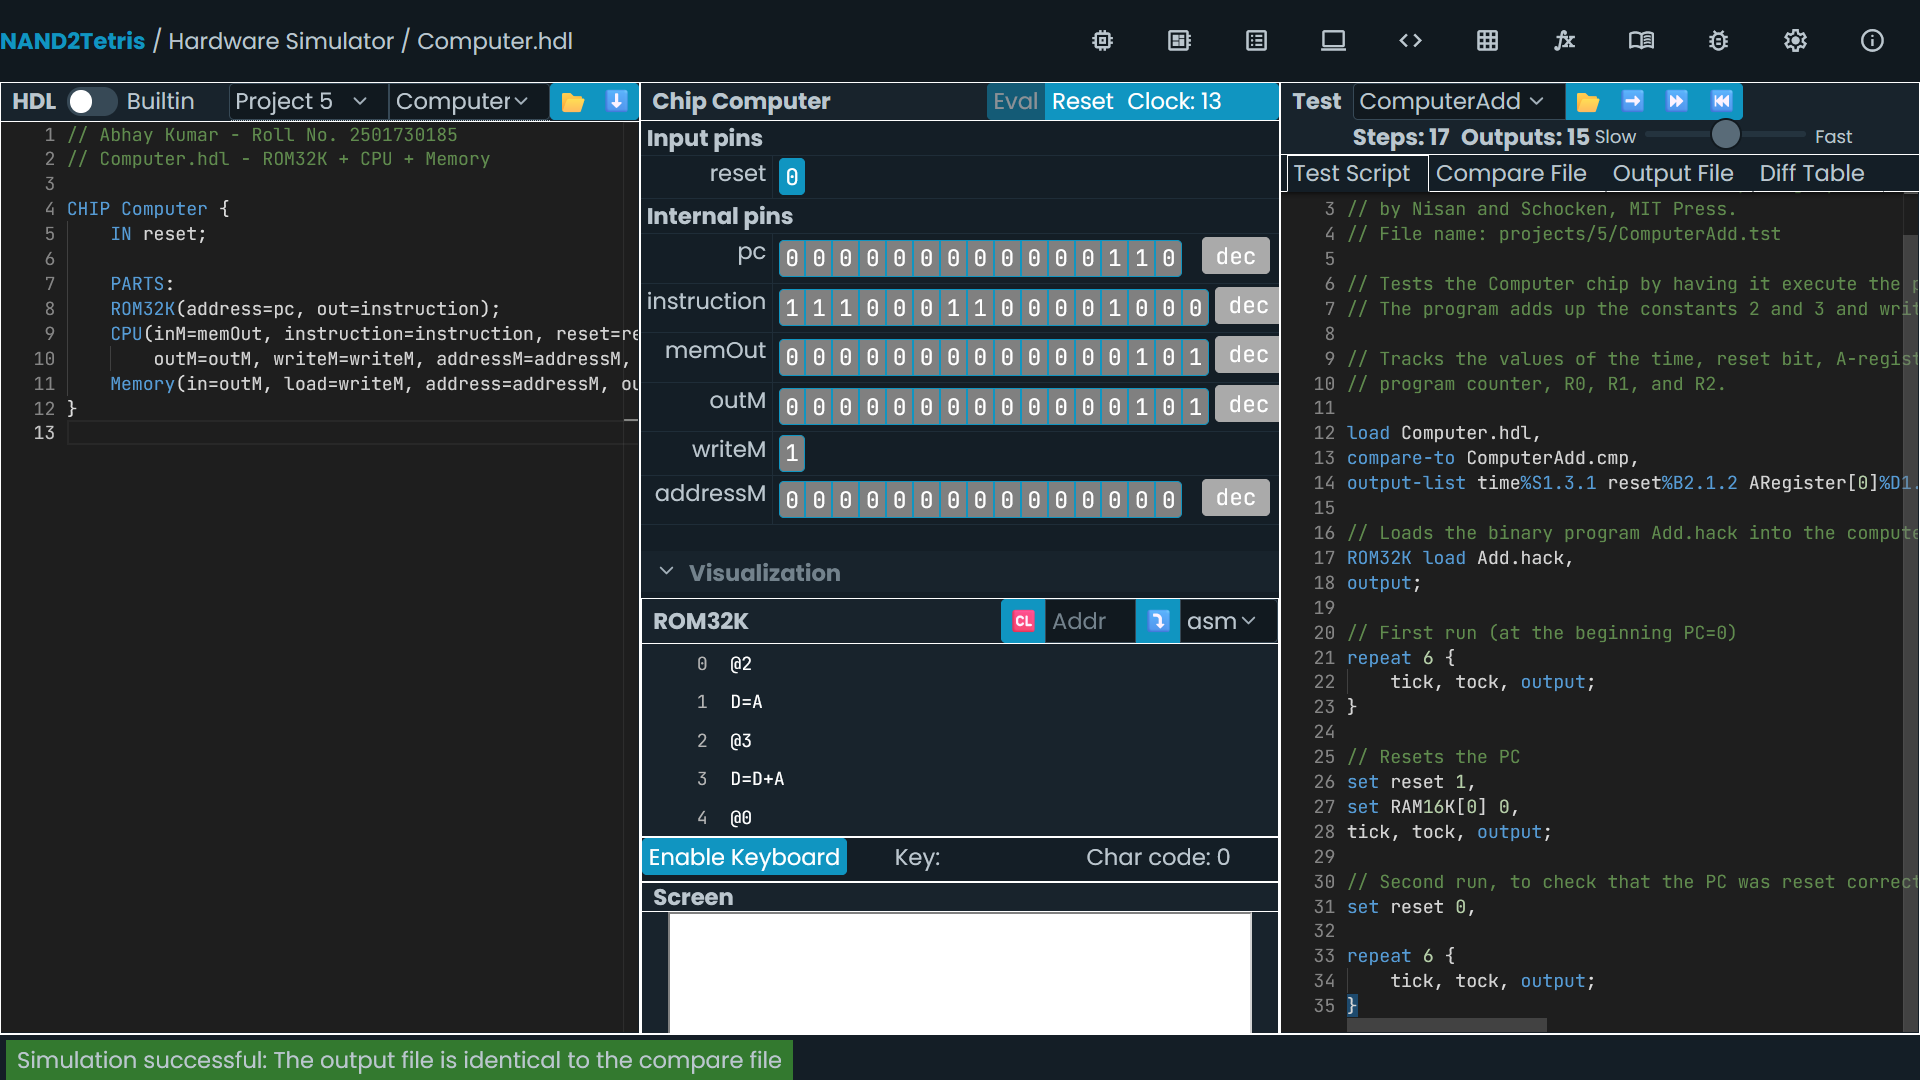 NAND2Tetris / Hardware Simulator / Computer.hdl
HDL Builtin Project 5 Computer
1 // Abhay Kumar - Roll No. 2501730185
2 // Computer.hdl - ROM32K + CPU + Memory
3
4 CHIP Computer {
5 IN reset;
6
7 PARTS:
8 ROM32K(address=pc, out=instruction);
9 CPU(inM=memOut, instruction=instruction, reset=re
10 outM=outM, writeM=writeM, addressM=addressM,
11 Memory(in=outM, load=writeM, address=addressM, ou
12 }
13
Chip Computer Eval Reset Clock: 13
Input pins
reset 0
Internal pins
pc 0 0 0 0 0 0 0 0 0 0 0 0 1 1 0 dec
instruction 1 1 1 0 0 0 1 1 0 0 0 0 1 0 0 0 dec
memOut 0 0 0 0 0 0 0 0 0 0 0 0 0 1 0 1 dec
outM 0 0 0 0 0 0 0 0 0 0 0 0 0 1 0 1 dec
writeM 1
addressM 0 0 0 0 0 0 0 0 0 0 0 0 0 0 0 dec
Visualization
ROM32K CL Addr asm
0 @2
1 D=A
2 @3
3 D=D+A
4 @0
Enable Keyboard Key: Char code: 0
Screen
Test ComputerAdd
Steps: 17 Outputs: 15 Slow Fast
Test Script Compare File Output File Diff Table
3 // by Nisan and Schocken, MIT Press.
4 // File name: projects/5/ComputerAdd.tst
5
6 // Tests the Computer chip by having it execute the p
7 // The program adds up the constants 2 and 3 and writ
8
9 // Tracks the values of the time, reset bit, A-regist
10 // program counter, R0, R1, and R2.
11
12 load Computer.hdl,
13 compare-to ComputerAdd.cmp,
14 output-list time%S1.3.1 reset%B2.1.2 ARegister[0]%D1.
15
16 // Loads the binary program Add.hack into the compute
17 ROM32K load Add.hack,
18 output;
19
20 // First run (at the beginning PC=0)
21 repeat 6 {
22 tick, tock, output;
23 }
24
25 // Resets the PC
26 set reset 1,
27 set RAM16K[0] 0,
28 tick, tock, output;
29
30 // Second run, to check that the PC was reset correct
31 set reset 0,
32
33 repeat 6 {
34 tick, tock, output;
35 }
Simulation successful: The output file is identical to the compare file